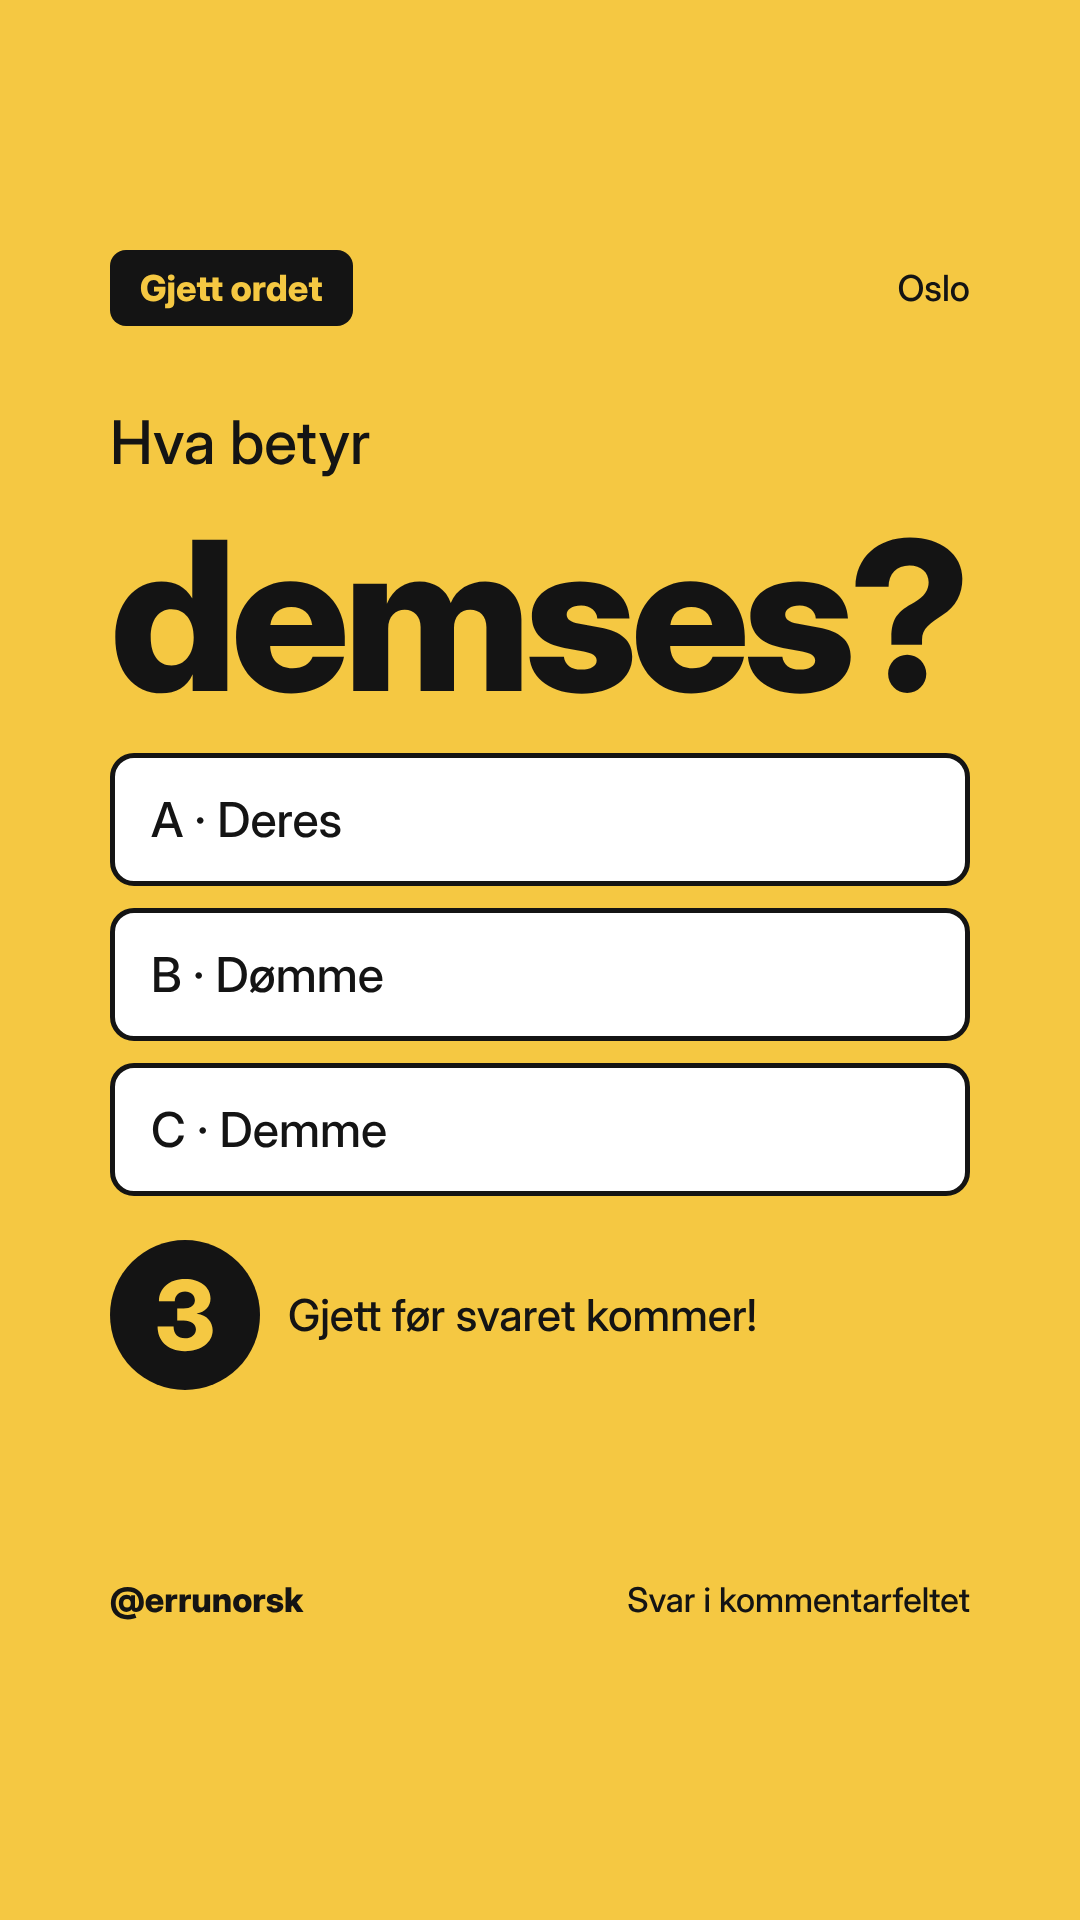 Gjett ordet
Oslo
Hva betyr
demses?
A · Deres
B · Dømme
C · Demme
3
Gjett før svaret kommer!
@errunorsk
Svar i kommentarfeltet